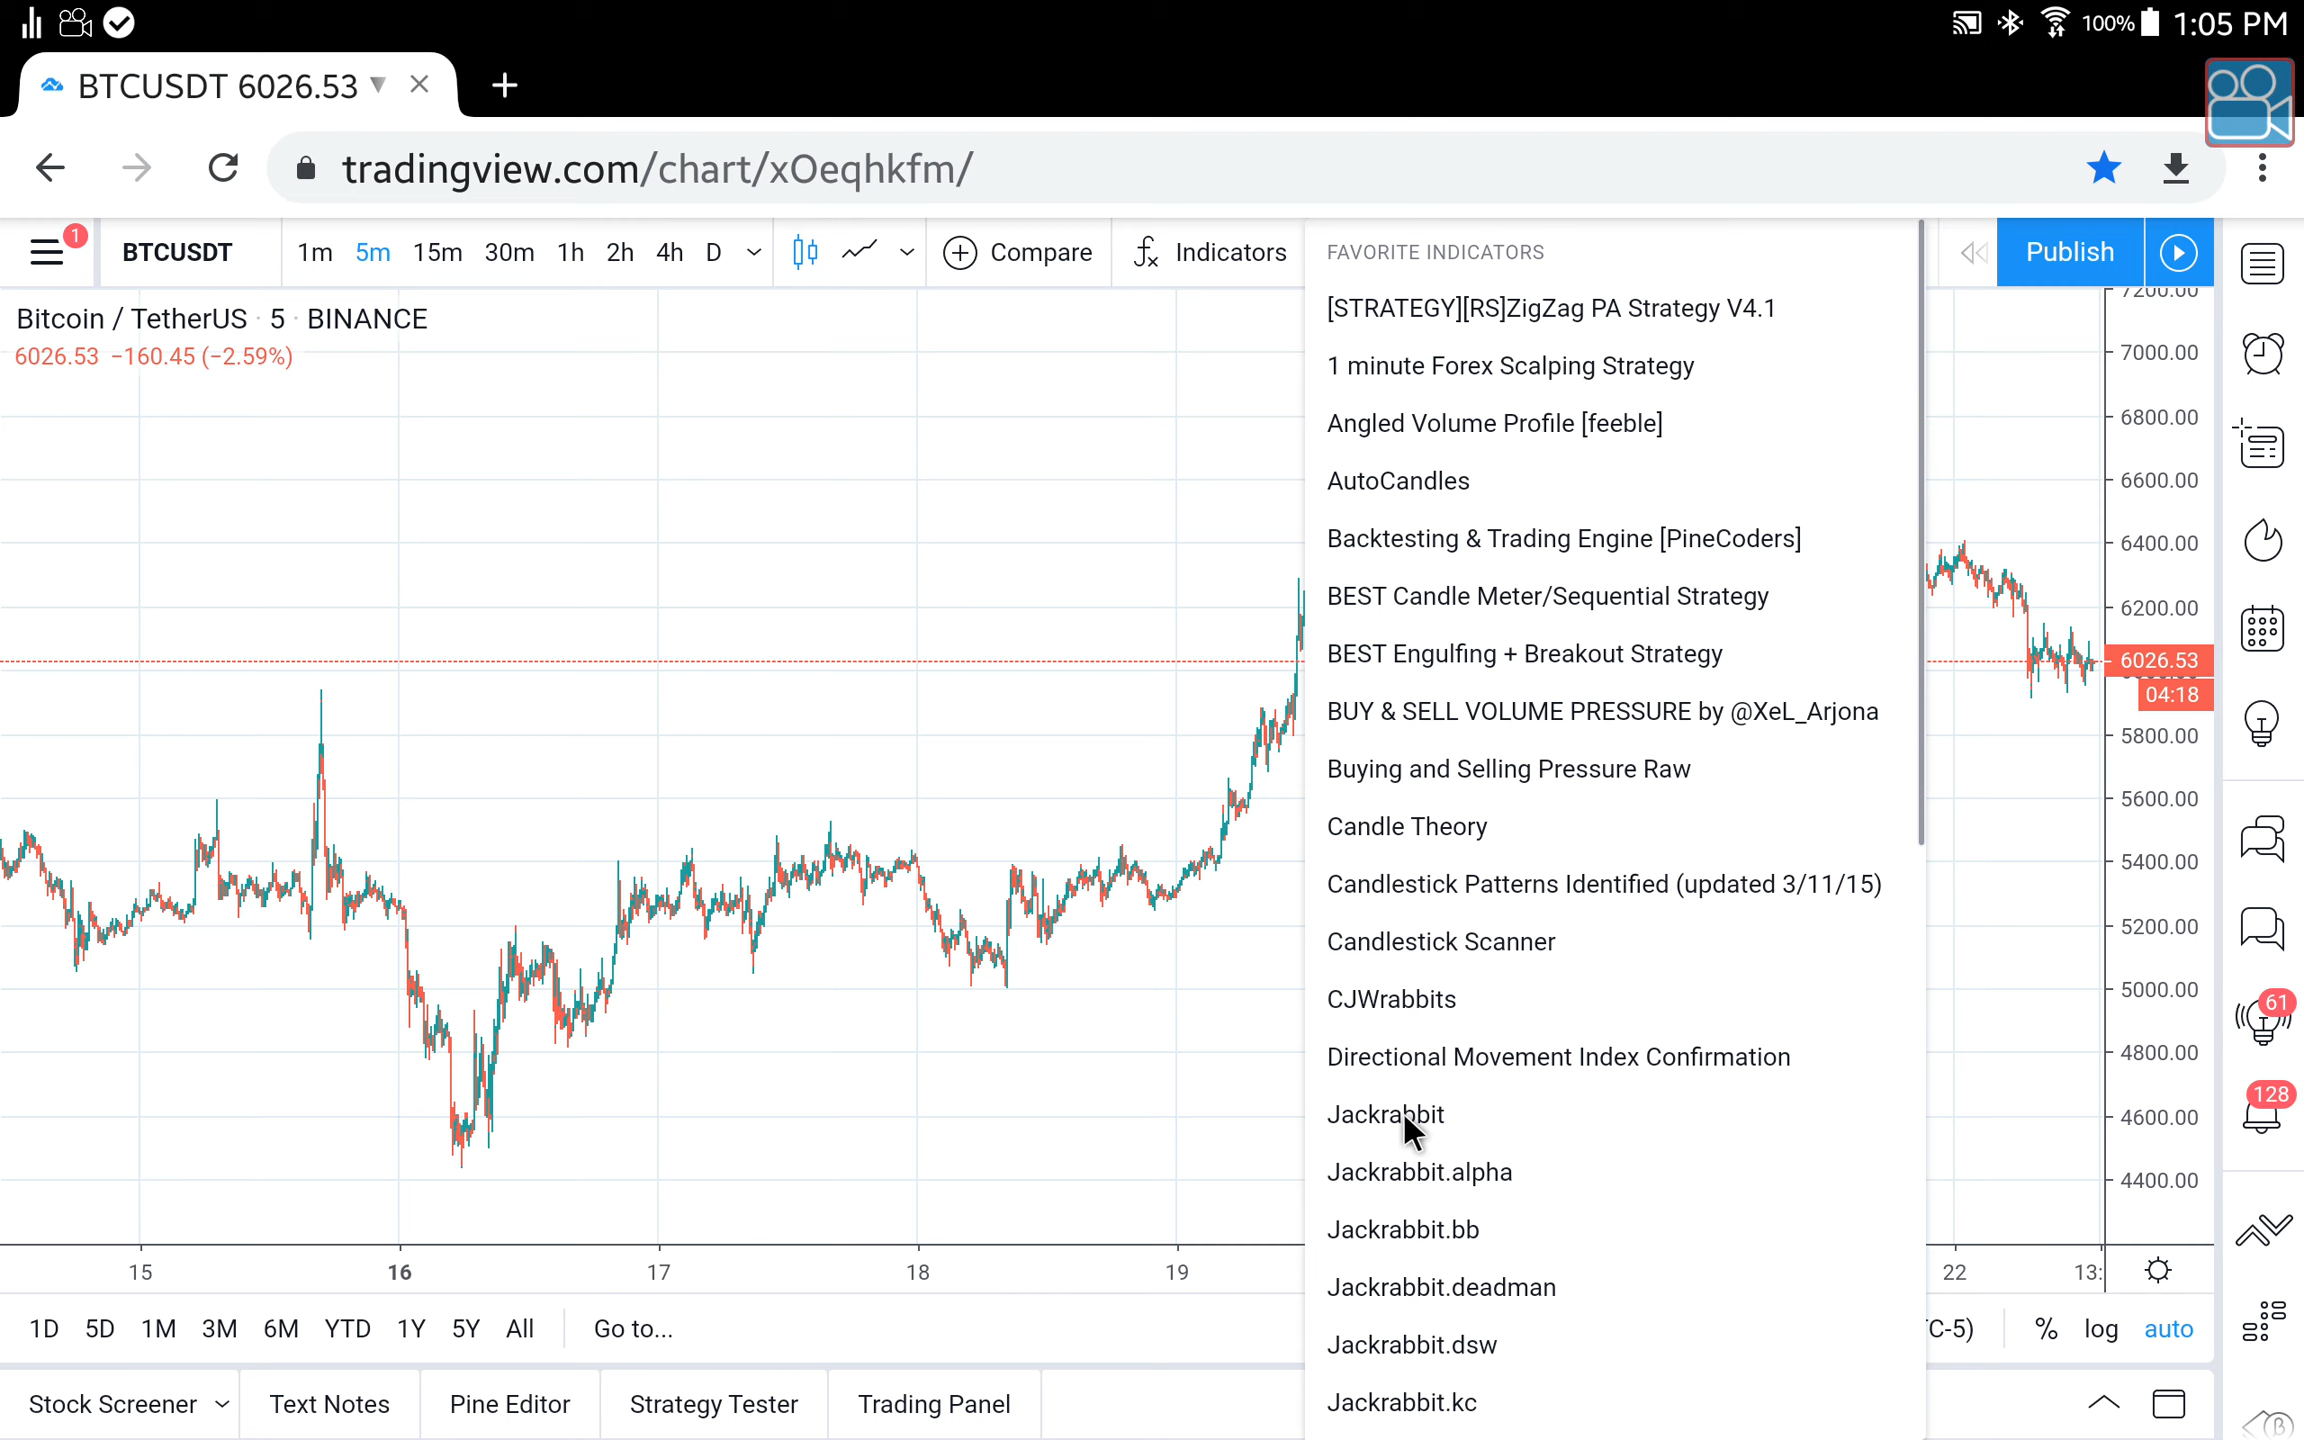 100% 1:05 PM
BTCUSDT 6026.53
tradingview.com/chart/xOeqhkfm/
1
BTCUSDT 1m 5m 15m 30m 1h 2h 4h D Compare Indicators Publish
Bitcoin / TetherUS · 5 · BINANCE
6026.53 −160.45 (−2.59%)
FAVORITE INDICATORS
[STRATEGY][RS]ZigZag PA Strategy V4.1
1 minute Forex Scalping Strategy
Angled Volume Profile [feeble]
AutoCandles
Backtesting & Trading Engine [PineCoders]
BEST Candle Meter/Sequential Strategy
BEST Engulfing + Breakout Strategy
BUY & SELL VOLUME PRESSURE by @XeL_Arjona
Buying and Selling Pressure Raw
Candle Theory
Candlestick Patterns Identified (updated 3/11/15)
Candlestick Scanner
CJWrabbits
Directional Movement Index Confirmation
Jackrabbit
Jackrabbit.alpha
Jackrabbit.bb
Jackrabbit.deadman
Jackrabbit.dsw
Jackrabbit.kc
7200.00
7000.00
6800.00
6600.00
6400.00
6200.00
6026.53
04:18
5800.00
5600.00
5400.00
5200.00
5000.00
4800.00
4600.00
4400.00
61
128
15 16 17 18 19 22 13:
1D 5D 1M 3M 6M YTD 1Y 5Y All Go to... C-5) % log auto
Stock Screener Text Notes Pine Editor Strategy Tester Trading Panel
β